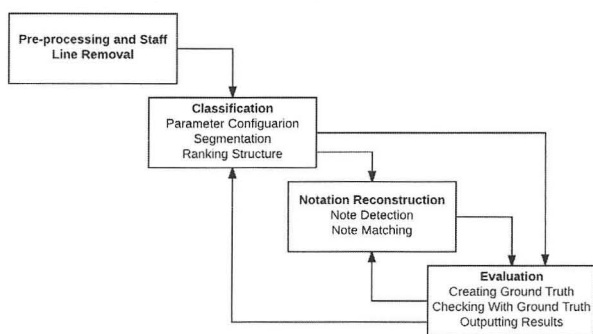 Pre-processing and Staff
Line Removal
Classification
Parameter Configuarion
Segmentation
Ranking Structure
Notation Reconstruction
Note Detection
Note Matching
Evaluation
Creating Ground Truth
Checking With Ground Truth
Outputting Results